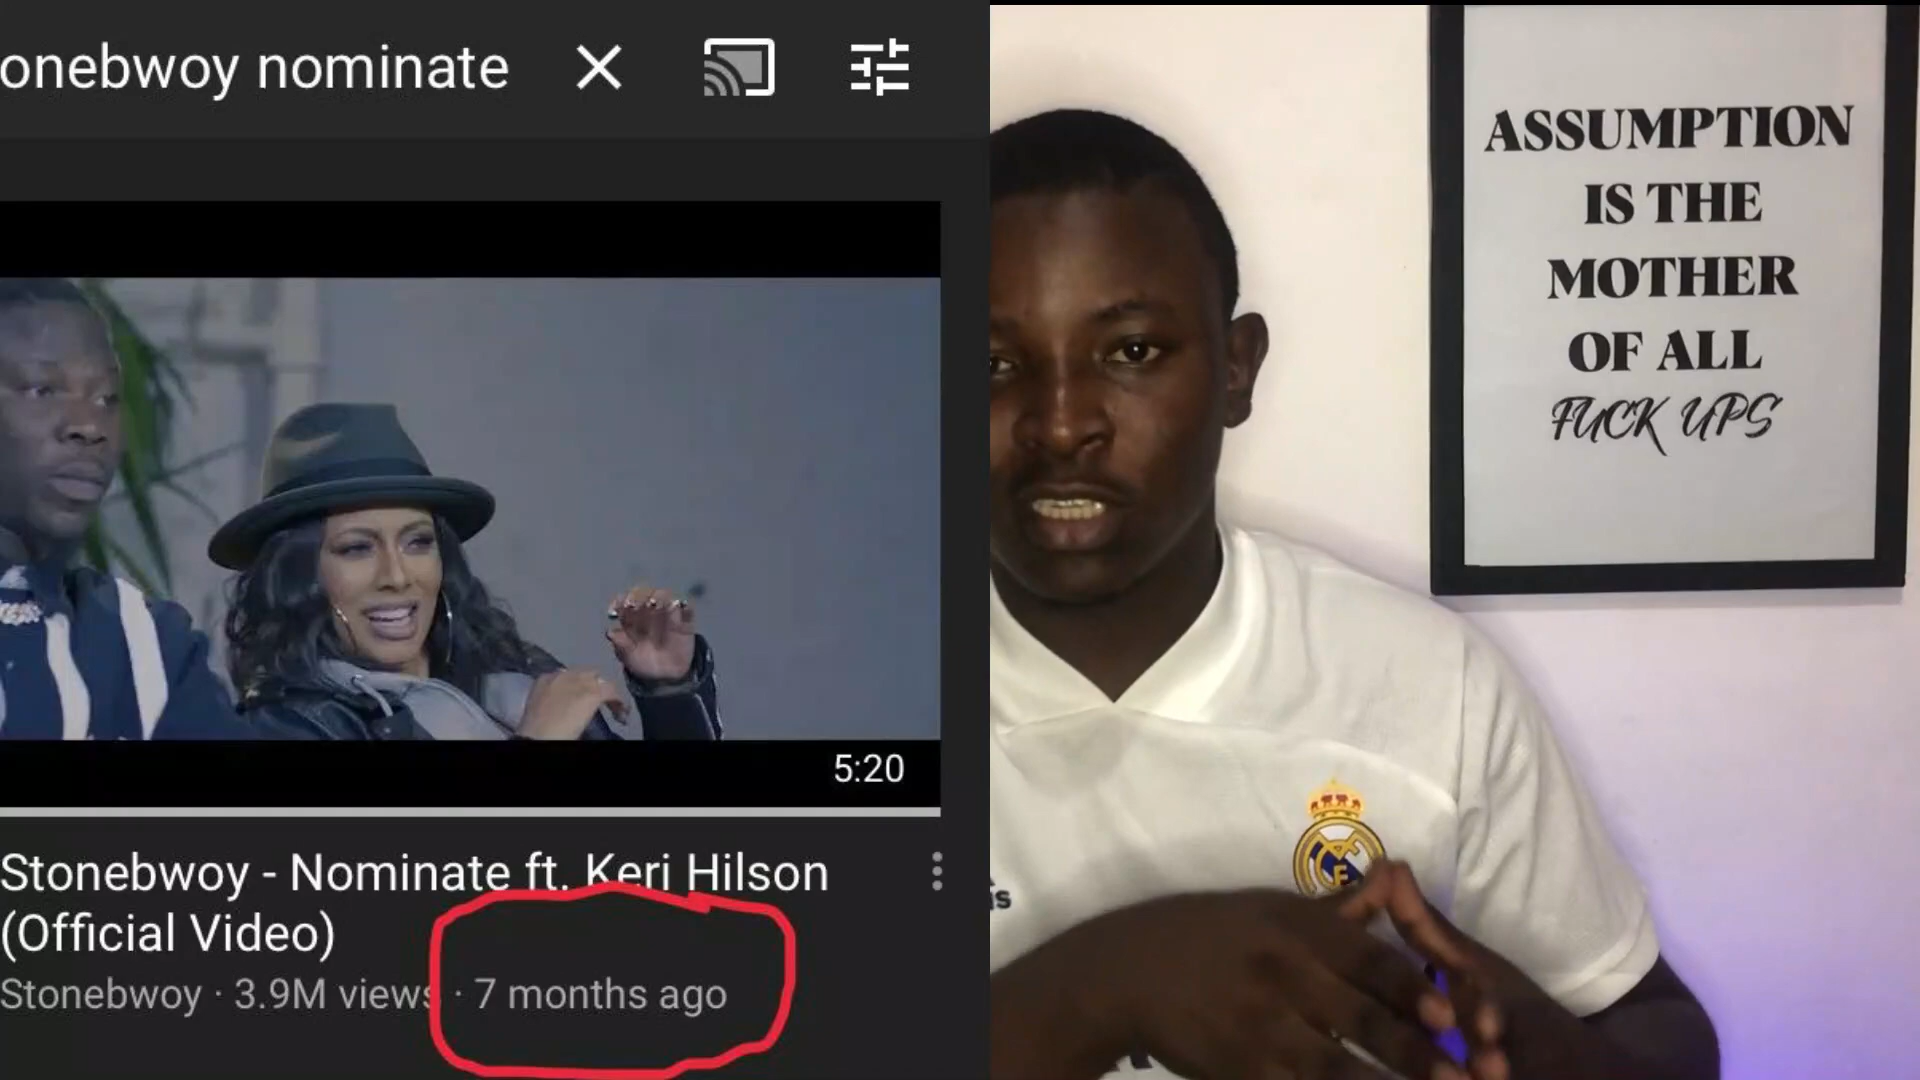 onebwoy nominate
5:20
Stonebwoy - Nominate ft. Keri Hilson
(Official Video)
Stonebwoy · 3.9M views · 7 months ago
ASSUMPTION
IS THE
MOTHER
OF ALL
FUCK UPS